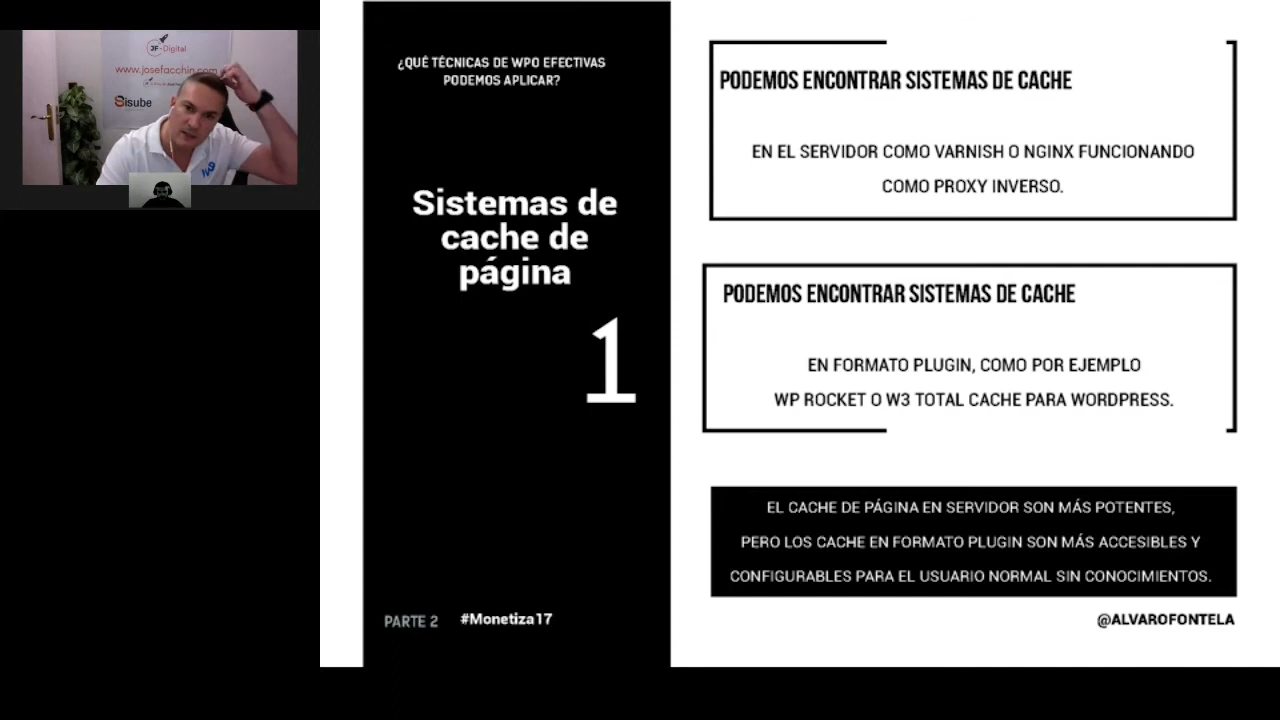 JF-Digital
www.josefacchin.com
Sisube
¿QUÉ TÉCNICAS DE WPO EFECTIVAS
PODEMOS APLICAR?
Sistemas de
cache de
página
1
PARTE 2 #Monetiza17
PODEMOS ENCONTRAR SISTEMAS DE CACHE
EN EL SERVIDOR COMO VARNISH O NGINX FUNCIONANDO
COMO PROXY INVERSO.
PODEMOS ENCONTRAR SISTEMAS DE CACHE
EN FORMATO PLUGIN, COMO POR EJEMPLO
WP ROCKET O W3 TOTAL CACHE PARA WORDPRESS.
EL CACHE DE PÁGINA EN SERVIDOR SON MÁS POTENTES,
PERO LOS CACHE EN FORMATO PLUGIN SON MÁS ACCESIBLES Y
CONFIGURABLES PARA EL USUARIO NORMAL SIN CONOCIMIENTOS.
@ALVAROFONTELA